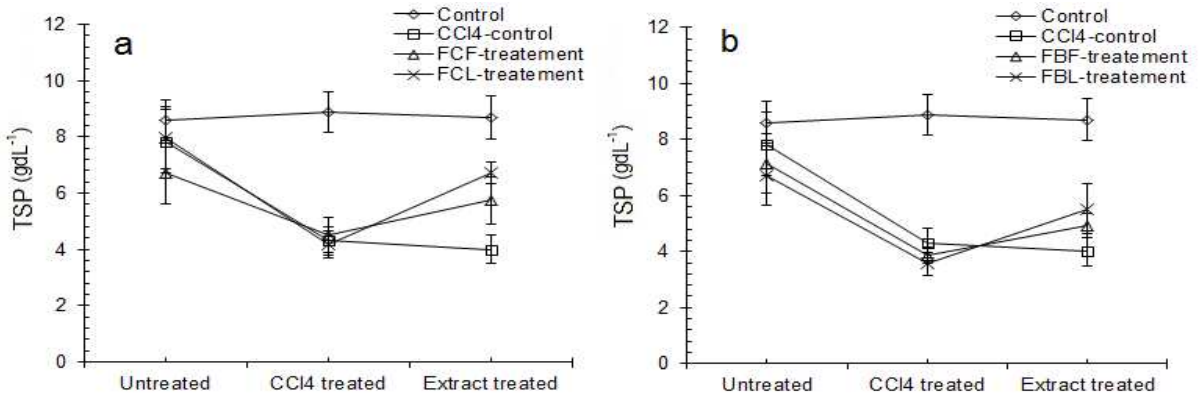 a
Control
CCl4-control
FCF-treatement
FCL-treatement
12
10
8
6
4
2
0
TSP (gdL-1)
Untreated
CCl4 treated
Extract treated
b
Control
CCl4-control
FBF-treatement
FBL-treatement
12
10
8
6
4
2
0
TSP (gdL-1)
Untreated
CCl4 treated
Extract treated